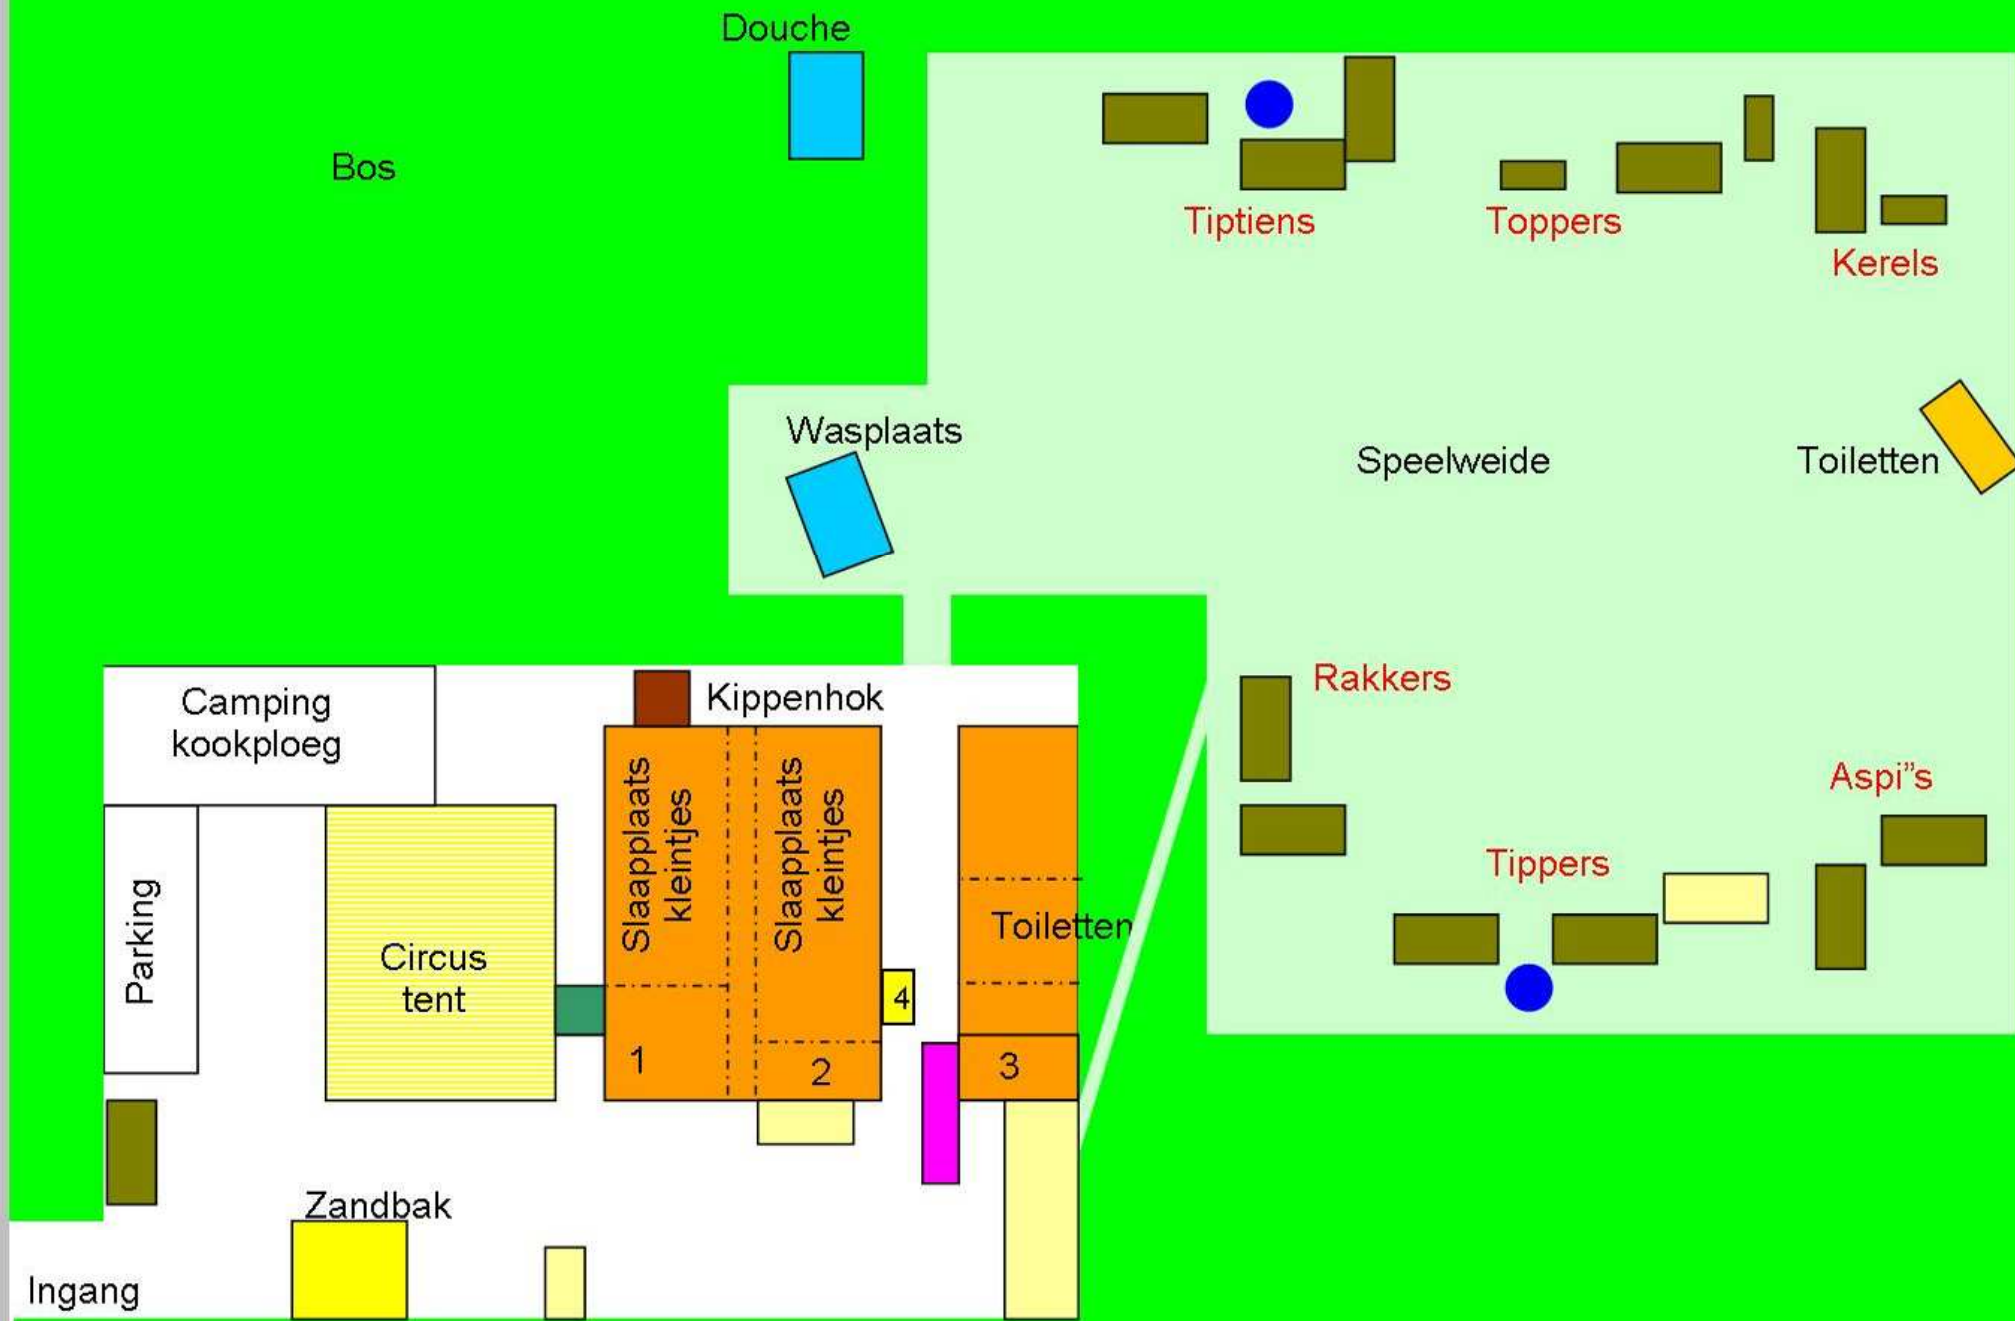 Douche
Bos
Tiptiens
Toppers
Kerels
Wasplaats
Speelweide
Toiletten
Rakkers
Camping
kookploeg
Kippenhok
Slaapplaats
kleintjes
Slaapplaats
kleintjes
Aspi"s
Tippers
Parking
Toiletten
Circus
tent
4
1
2
3
Zandbak
Ingang